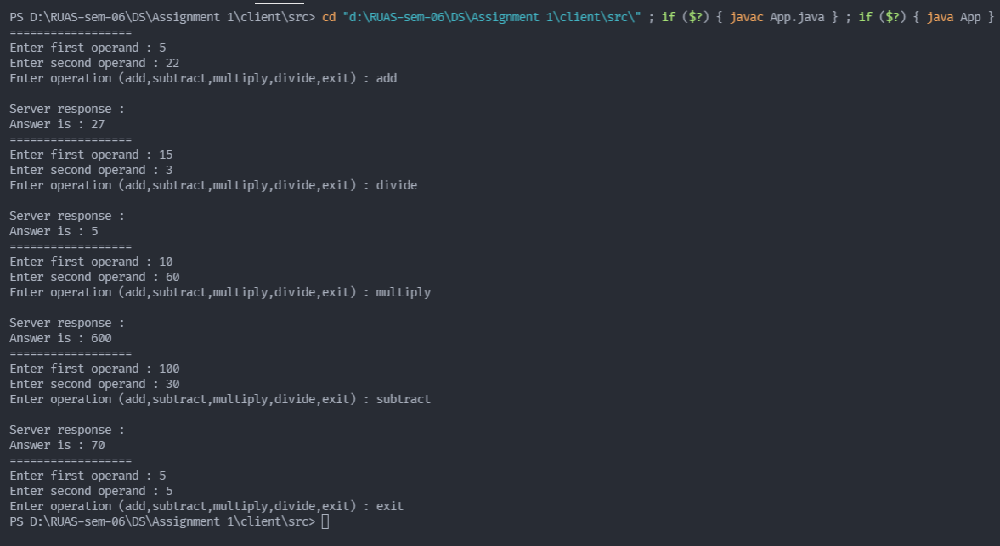 PS D:\RUAS-sem-06\DS\Assignment 1\client\src> cd "d:\RUAS-sem-06\DS\Assignment 1\client\src\" ; if ($?) { javac App.java } ; if ($?) { java App }
==================
Enter first operand : 5
Enter second operand : 22
Enter operation (add,subtract,multiply,divide,exit) : add

Server response :
Answer is : 27
==================
Enter first operand : 15
Enter second operand : 3
Enter operation (add,subtract,multiply,divide,exit) : divide

Server response :
Answer is : 5
==================
Enter first operand : 10
Enter second operand : 60
Enter operation (add,subtract,multiply,divide,exit) : multiply

Server response :
Answer is : 600
==================
Enter first operand : 100
Enter second operand : 30
Enter operation (add,subtract,multiply,divide,exit) : subtract

Server response :
Answer is : 70
==================
Enter first operand : 5
Enter second operand : 5
Enter operation (add,subtract,multiply,divide,exit) : exit
PS D:\RUAS-sem-06\DS\Assignment 1\client\src>